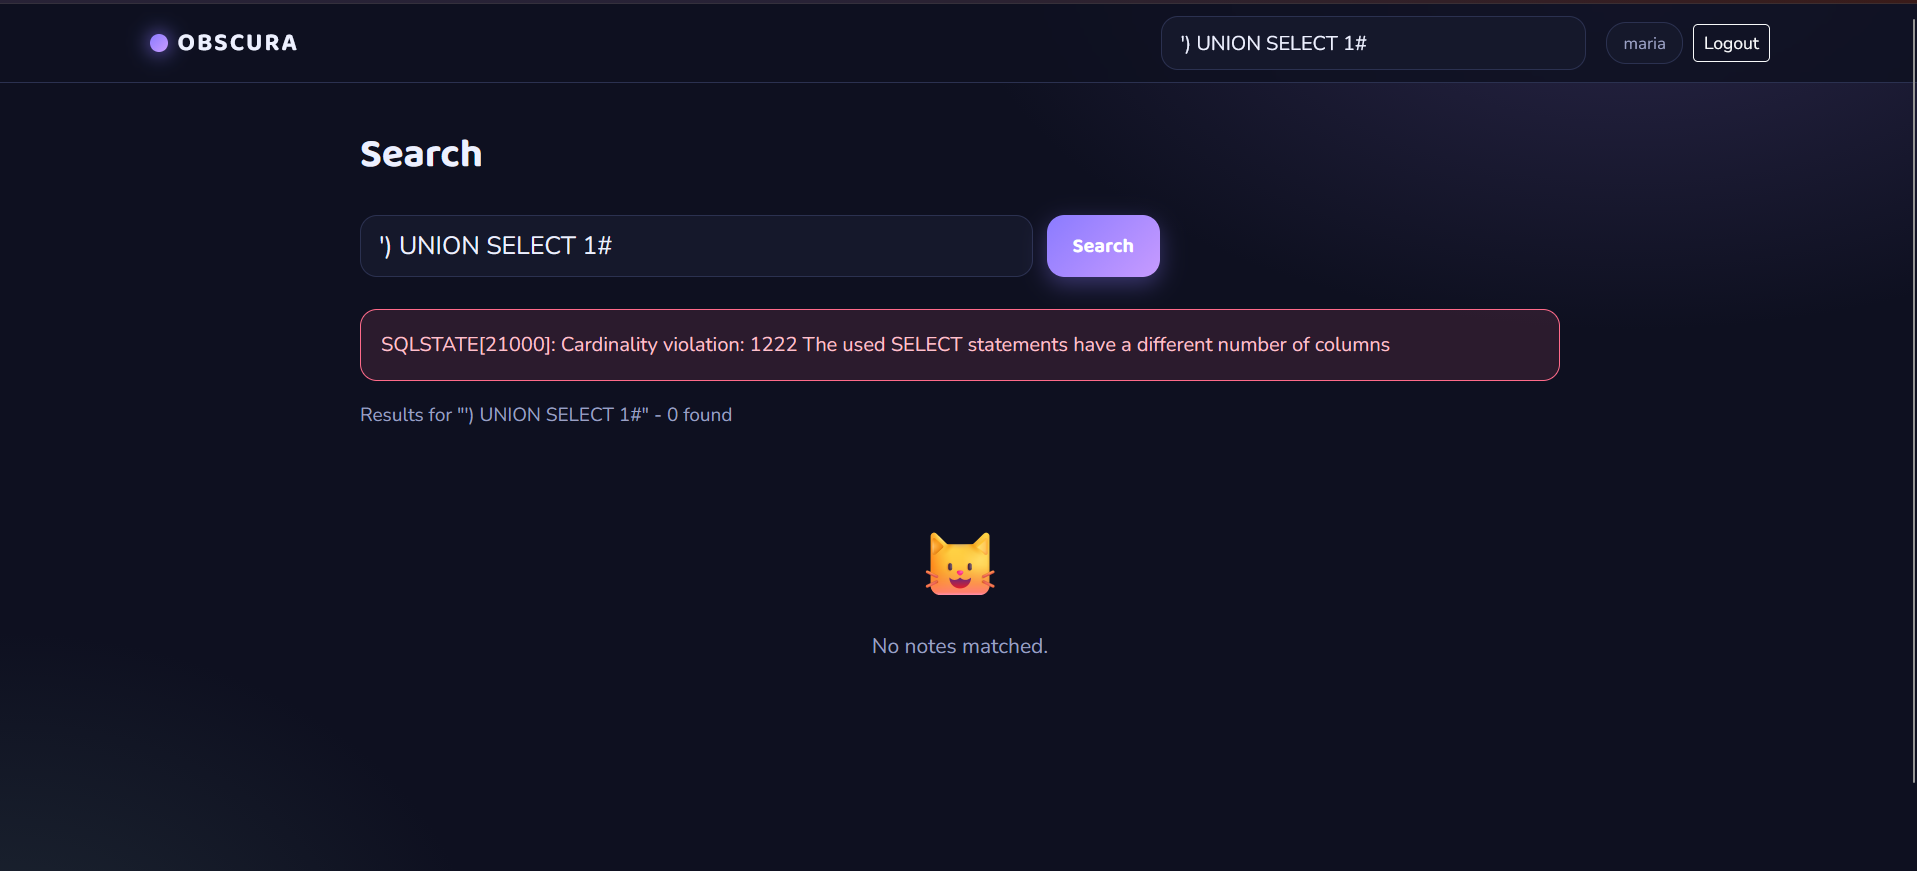 OBSCURA
') UNION SELECT 1#
maria
Logout
Search
') UNION SELECT 1#
Search
SQLSTATE[21000]: Cardinality violation: 1222 The used SELECT statements have a different number of columns
Results for "') UNION SELECT 1#" - 0 found
No notes matched.